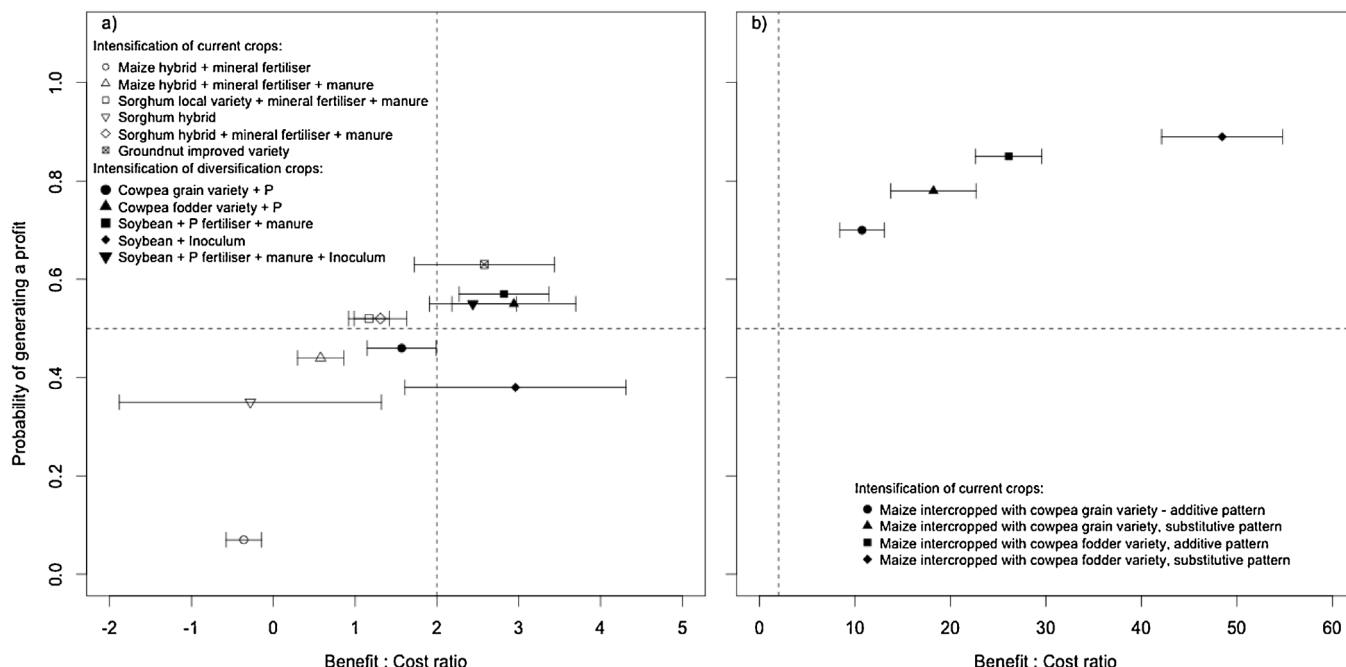 a)
Intensification of current crops:
Maize hybrid + mineral fertiliser
Maize hybrid + mineral fertiliser + manure
Sorghum local variety + mineral fertiliser + manure
Sorghum hybrid
Sorghum hybrid + mineral fertiliser + manure
Groundnut improved variety
Intensification of diversification crops:
Cowpea grain variety + P
Cowpea fodder variety + P
Soybean + P fertiliser + manure
Soybean + Inoculum
Soybean + P fertiliser + manure + Inoculum
Probability of generating a profit
1.0
0.8
0.6
0.4
0.2
0.0
-2 -1 0 1 2 3 4 5
Benefit : Cost ratio
b)
Intensification of current crops:
Maize intercropped with cowpea grain variety - additive pattern
Maize intercropped with cowpea grain variety, substitutive pattern
Maize intercropped with cowpea fodder variety, additive pattern
Maize intercropped with cowpea fodder variety, substitutive pattern
0 10 20 30 40 50 60
Benefit : Cost ratio